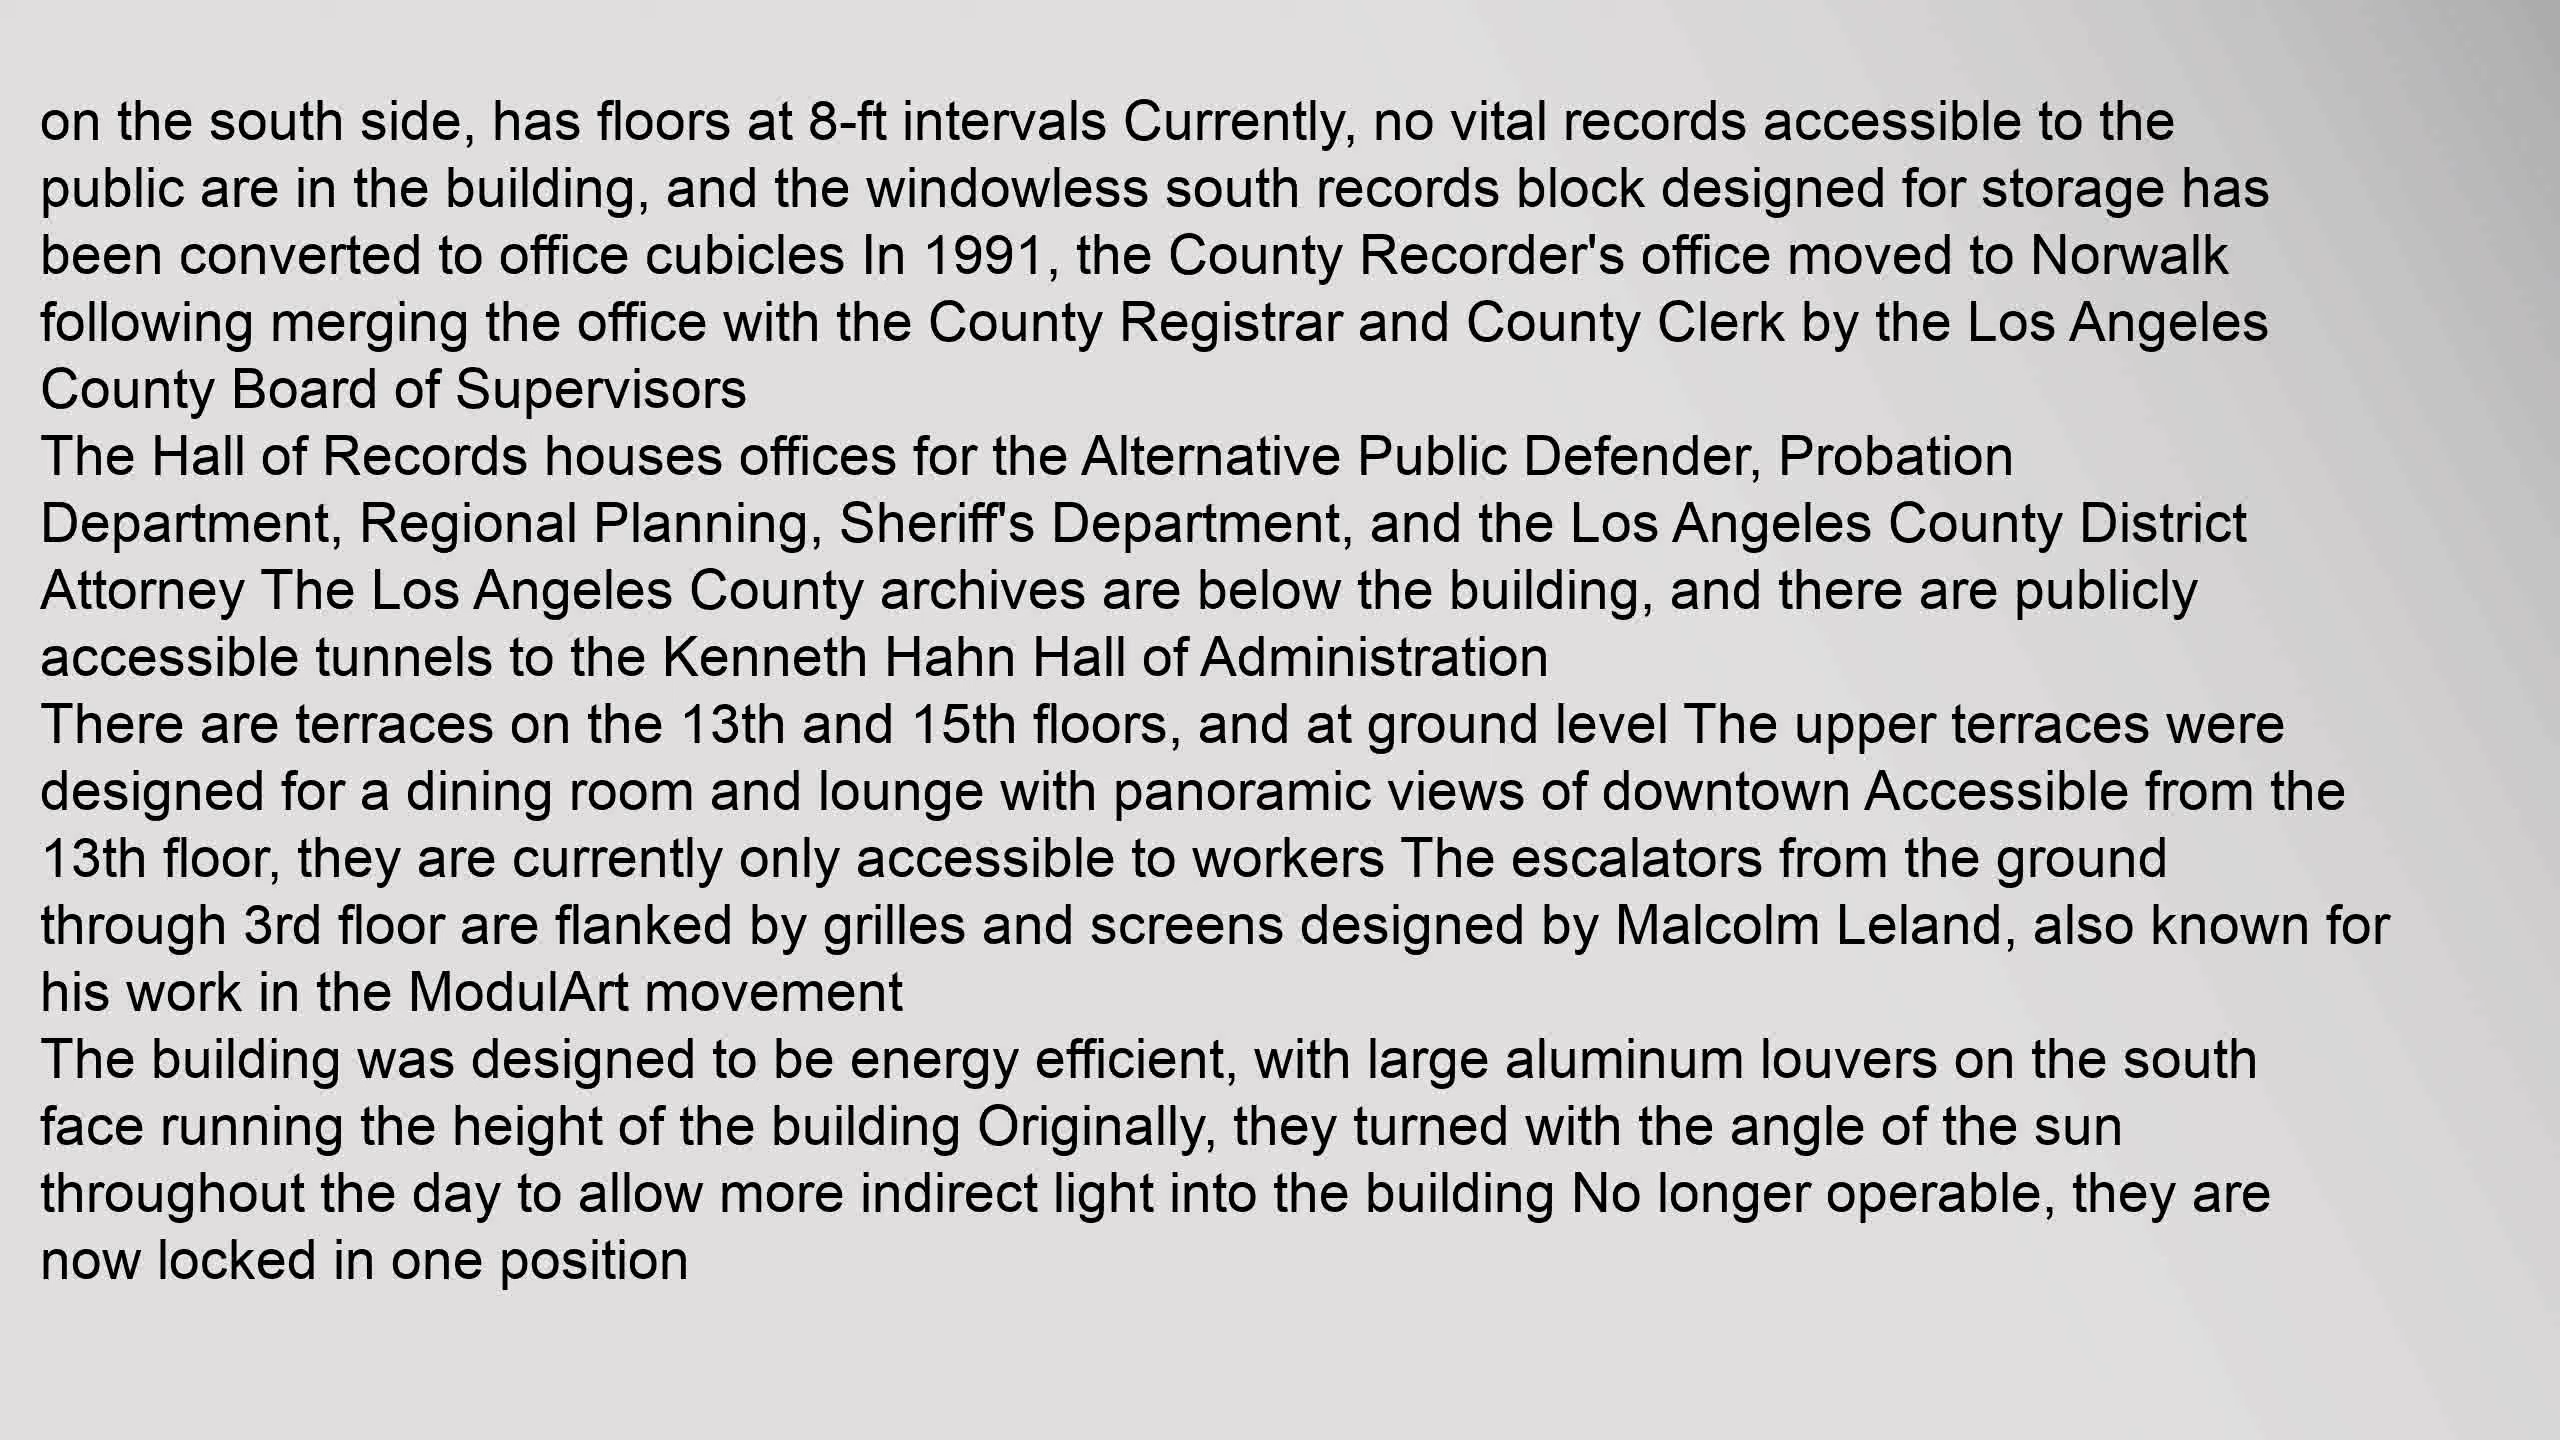 on the south side, has floors at 8-ft intervals Currently, no vital records accessible to the
public are in the building, and the windowless south records block designed for storage has
been converted to office cubicles In 1991, the County Recorder's office moved to Norwalk
following merging the office with the County Registrar and County Clerk by the Los Angeles
County Board of Supervisors
The Hall of Records houses offices for the Alternative Public Defender, Probation
Department, Regional Planning, Sheriff's Department, and the Los Angeles County District
Attorney The Los Angeles County archives are below the building, and there are publicly
accessible tunnels to the Kenneth Hahn Hall of Administration
There are terraces on the 13th and 15th floors, and at ground level The upper terraces were
designed for a dining room and lounge with panoramic views of downtown Accessible from the
13th floor, they are currently only accessible to workers The escalators from the ground
through 3rd floor are flanked by grilles and screens designed by Malcolm Leland, also known for
his work in the ModulArt movement
The building was designed to be energy efficient, with large aluminum louvers on the south
face running the height of the building Originally, they turned with the angle of the sun
throughout the day to allow more indirect light into the building No longer operable, they are
now locked in one position